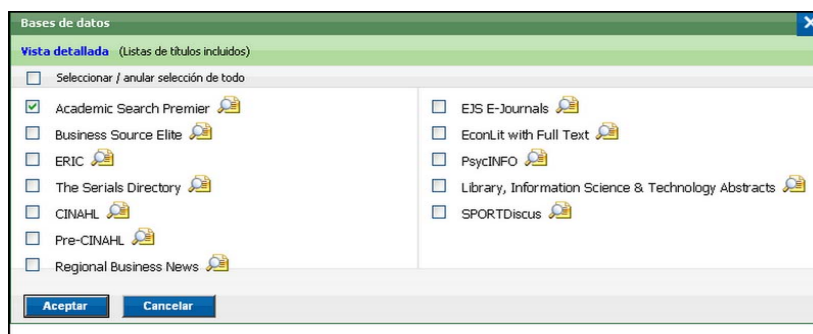 Bases de datos
Vista detallada (Listas de títulos incluidos)
Seleccionar / anular selección de todo
Academic Search Premier
Business Source Elite
ERIC
The Serials Directory
CINAHL
Pre-CINAHL
Regional Business News
EJS E-Journals
EconLit with Full Text
PsycINFO
Library, Information Science & Technology Abstracts
SPORTDiscus
Aceptar Cancelar